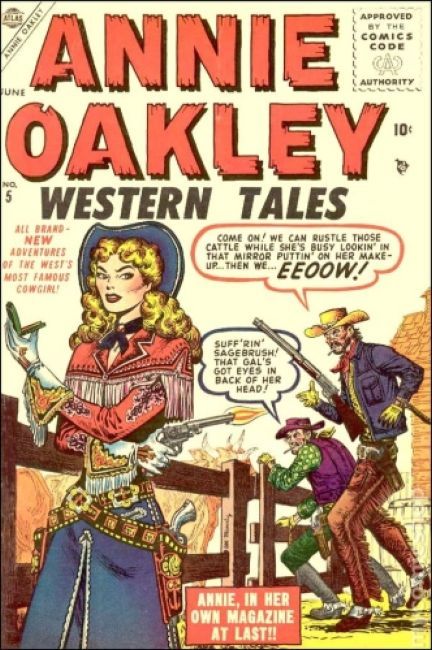 ATLAS
ANNIE OAKLEY
APPROVED
BY THE
COMICS
CODE
AUTHORITY
ANNIE
OAKLEY
JUNE
10¢
NO.
5
WESTERN TALES
ALL BRAND-
NEW
ADVENTURES
OF THE WEST'S
MOST FAMOUS
COWGIRL!
COME ON! WE CAN RUSTLE THOSE
CATTLE WHILE SHE'S BUSY LOOKIN' IN
THAT MIRROR PUTTIN' ON HER MAKE-
UP...THEN WE... EEOOW!
SUFF'RIN'
SAGEBRUSH!
THAT GAL'S
GOT EYES IN
BACK OF HER
HEAD!
ANNIE, IN HER
OWN MAGAZINE
AT LAST!!